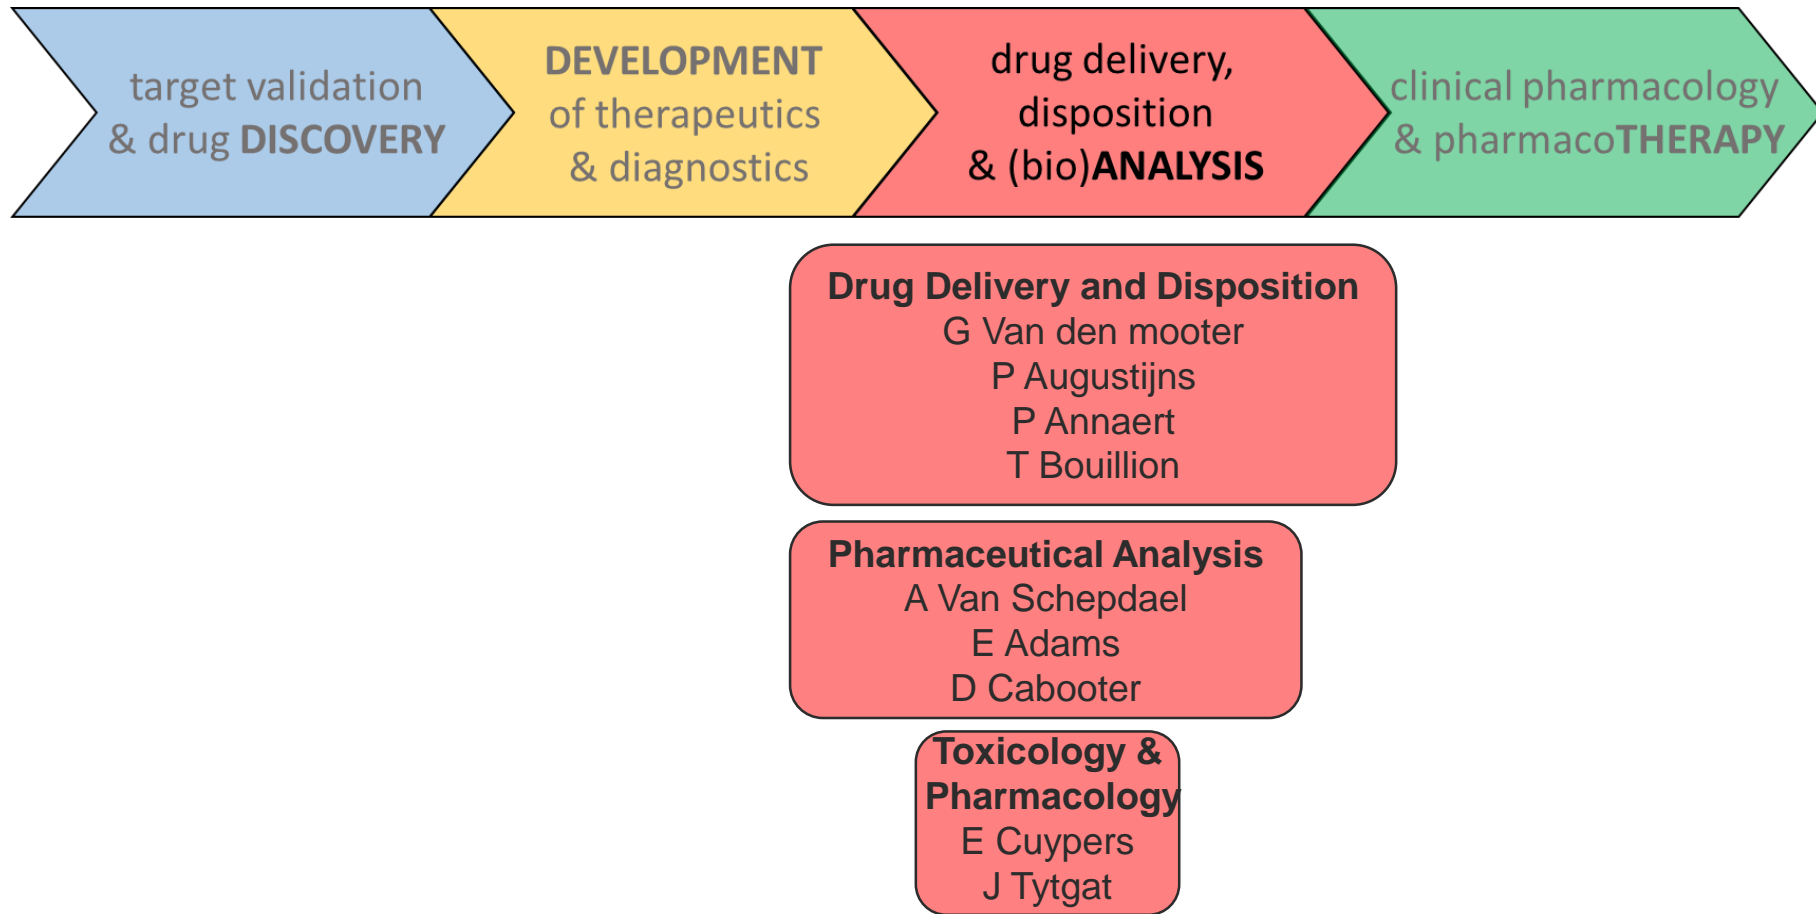 target validation
& drug DISCOVERY
DEVELOPMENT
of therapeutics
& diagnostics
drug delivery,
disposition
& (bio)ANALYSIS
clinical pharmacology
& pharmacoTHERAPY
Drug Delivery and Disposition
G Van den mooter
P Augustijns
P Annaert
T Bouillion
Pharmaceutical Analysis
A Van Schepdael
E Adams
D Cabooter
Toxicology &
Pharmacology
E Cuypers
J Tytgat